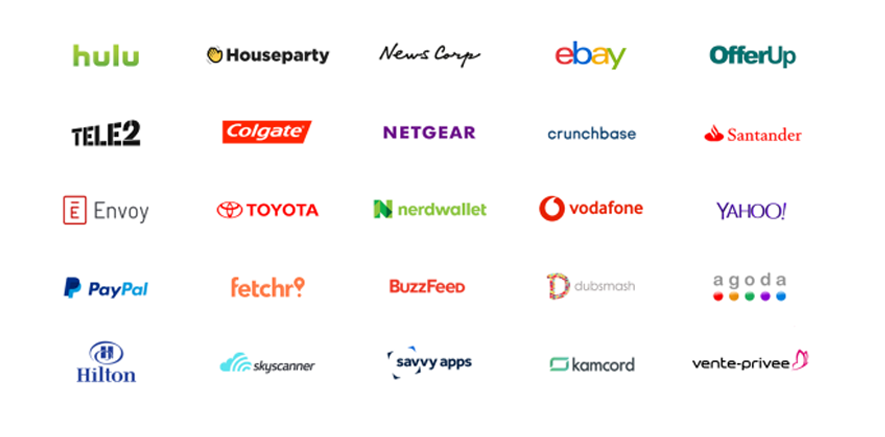 hulu Houseparty News Corp ebay OfferUp
TELE2 Colgate® NETGEAR crunchbase Santander
E Envoy TOYOTA nerdwallet vodafone YAHOO!
PayPal fetchr BuzzFeed D dubsmash agoda
H Hilton skyscanner savvy apps kamcord vente-privee